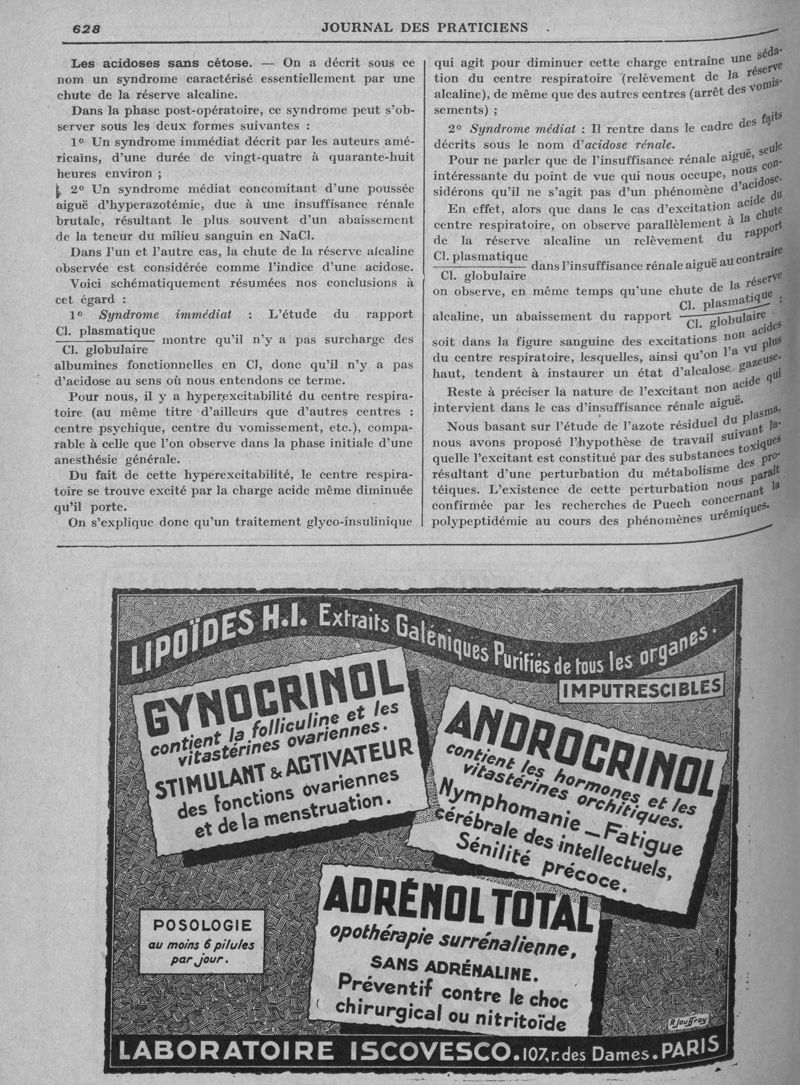 628
JOURNAL DES PRATICIENS
Les acidoses sans cétose. — On a décrit sous ce
nom un syndrome caractérisé essentiellement par une
chute de la réserve alcaline.
Dans la phase post-opératoire, ce syndrome peut s'ob-
server sous les deux formes suivantes :
1º Un syndrome immédiat décrit par les auteurs amé-
ricains, d'une durée de vingt-quatre à quarante-huit
heures environ ;
2º Un syndrome médiat concomitant d'une poussée
aiguë d'hyperazotémie, due à une insuffisance rénale
brutale, résultant le plus souvent d'un abaissement
de la teneur du milieu sanguin en NaCl.
Dans l'un et l'autre cas, la chute de la réserve alcaline
observée est considérée comme l'indice d'une acidose.
Voici schématiquement résumées nos conclusions à
cet égard :
1º Syndrome immédiat : L'étude du rapport
Cl. plasmatique
Cl. globulaire montre qu'il n'y a pas surcharge des
albumines fonctionnelles en Cl, donc qu'il n'y a pas
d'acidose au sens où nous entendons ce terme.
Pour nous, il y a hyperexcitabilité du centre respira-
toire (au même titre d'ailleurs que d'autres centres :
centre psychique, centre du vomissement, etc.), compa-
rable à celle que l'on observe dans la phase initiale d'une
anesthésie générale.
Du fait de cette hyperexcitabilité, le centre respira-
toire se trouve excité par la charge acide même diminuée
qu'il porte.
On s'explique donc qu'un traitement glyco-insulinique
qui agit pour diminuer cette charge entraîne une séda-
tion du centre respiratoire (relèvement de la réserve
alcaline), de même que des autres centres (arrêt des vomis-
sements) ;
2º Syndrome médiat : Il rentre dans le cadre des faits
décrits sous le nom d'acidose rénale.
Pour ne parler que de l'insuffisance rénale aiguë, seule
intéressante du point de vue qui nous occupe, nous con-
sidérons qu'il ne s'agit pas d'un phénomène d'acidose.
En effet, alors que dans le cas d'excitation acide du
centre respiratoire, on observe parallèlement à la chute
de la réserve alcaline un relèvement du rapport
Cl. plasmatique
Cl. globulaire dans l'insuffisance rénale aiguë au contraire
on observe, en même temps qu'une chute de la réserve
alcaline, un abaissement du rapport Cl. plasmatique
Cl. globulaire ;
soit dans la figure sanguine des excitations non acides
du centre respiratoire, lesquelles, ainsi qu'on l'a vu plus
haut, tendent à instaurer un état d'alcalose gazeuse.
Reste à préciser la nature de l'excitant non acide qui
intervient dans le cas d'insuffisance rénale aiguë.
Nous basant sur l'étude de l'azote résiduel du plasma,
nous avons proposé l'hypothèse de travail suivant la-
quelle l'excitant est constitué par des substances toxiques
résultant d'une perturbation du métabolisme des pro-
téiques. L'existence de cette perturbation nous paraît
confirmée par les recherches de Puech concernant la
polypeptidémie au cours des phénomènes urémiques.
LIPOÏDES H.I. Extraits Galéniques Purifiés de tous les organes.
IMPUTRESCIBLES
GYNOCRINOL
contient la folliculine et les
vitastérines ovariennes.
STIMULANT & ACTIVATEUR
des fonctions ovariennes
et de la menstruation.
ANDROCRINOL
contient les hormones et les
vitastérines orchitiques.
Nymphomanie _ Fatigue
cérébrale des intellectuels,
Sénilité précoce.
ADRÉNOL TOTAL
opothérapie surrénalienne,
SANS ADRÉNALINE.
Préventif contre le choc
chirurgical ou nitritoïde
POSOLOGIE
au moins 6 pilules
par jour.
R. Jouffroy
LABORATOIRE ISCOVESCO. 107, r. des Dames. PARIS